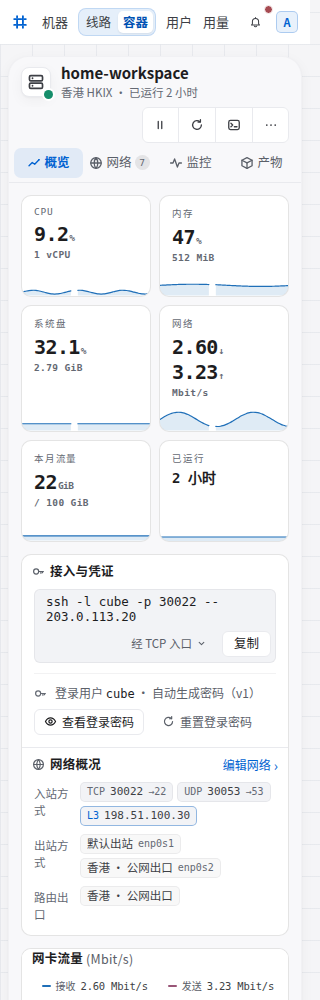 机器 线路 容器 用户 用量 A
home-workspace
香港 HKIX • 已运行 2 小时
概览 网络 7 监控 产物
CPU
9.2%
1 vCPU
内存
47%
512 MiB
系统盘
32.1%
2.79 GiB
网络
2.60↓
3.23↑
Mbit/s
本月流量
22GiB
/ 100 GiB
已运行
2 小时
接入与凭证
ssh -l cube -p 30022 --
203.0.113.20
经 TCP 入口 复制
登录用户 cube • 自动生成密码（v1）
查看登录密码 重置登录密码
网络概况 编辑网络 ›
入站方式 TCP 30022 →22 UDP 30053 →53
L3 198.51.100.30
出站方式 默认出站 enp0s1
香港 • 公网出口 enp0s2
路由出口 香港 • 公网出口
网卡流量 (Mbit/s)
接收 2.60 Mbit/s 发送 3.23 Mbit/s